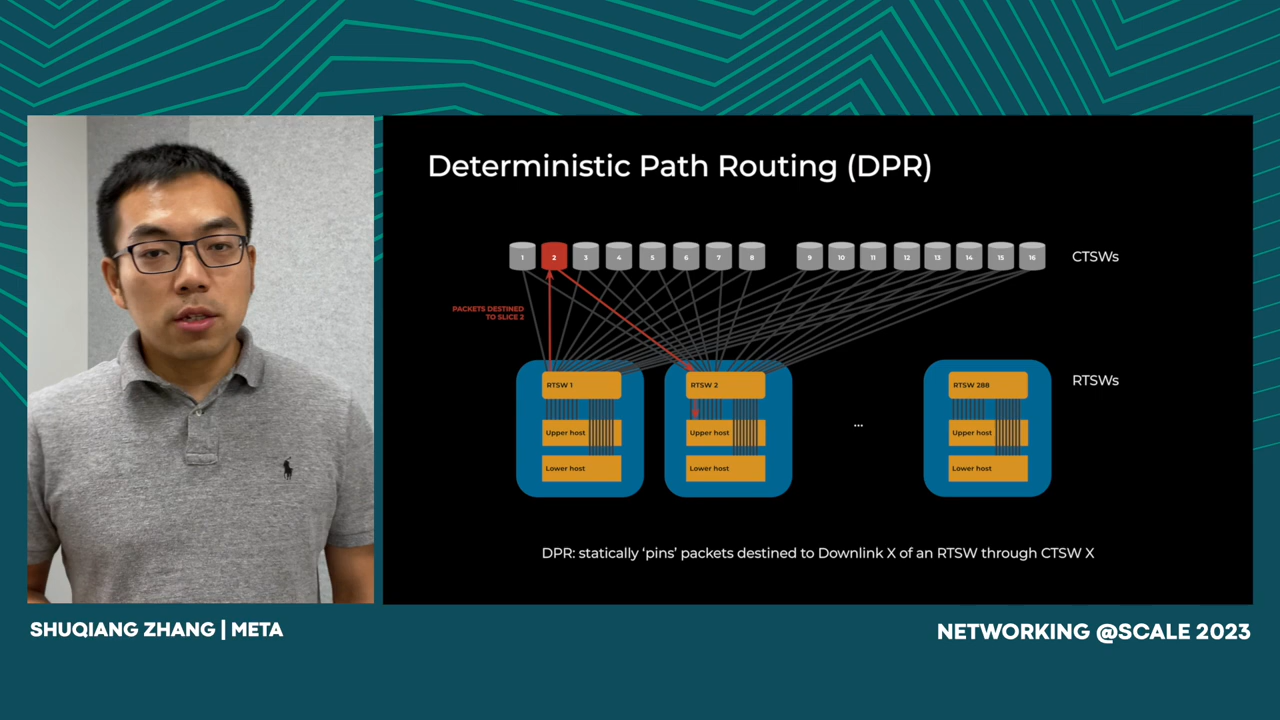 Deterministic Path Routing (DPR)
1 2 3 4 5 6 7 8 9 10 11 12 13 14 15 16
CTSWs
PACKETS DESTINED
TO SLICE 2
RTSW 1
RTSW 2
RTSW 288
RTSWs
Upper host
Upper host
...
Upper host
Lower host
Lower host
Lower host
DPR: statically ‘pins’ packets destined to Downlink X of an RTSW through CTSW X
SHUQIANG ZHANG | META
NETWORKING @SCALE 2023